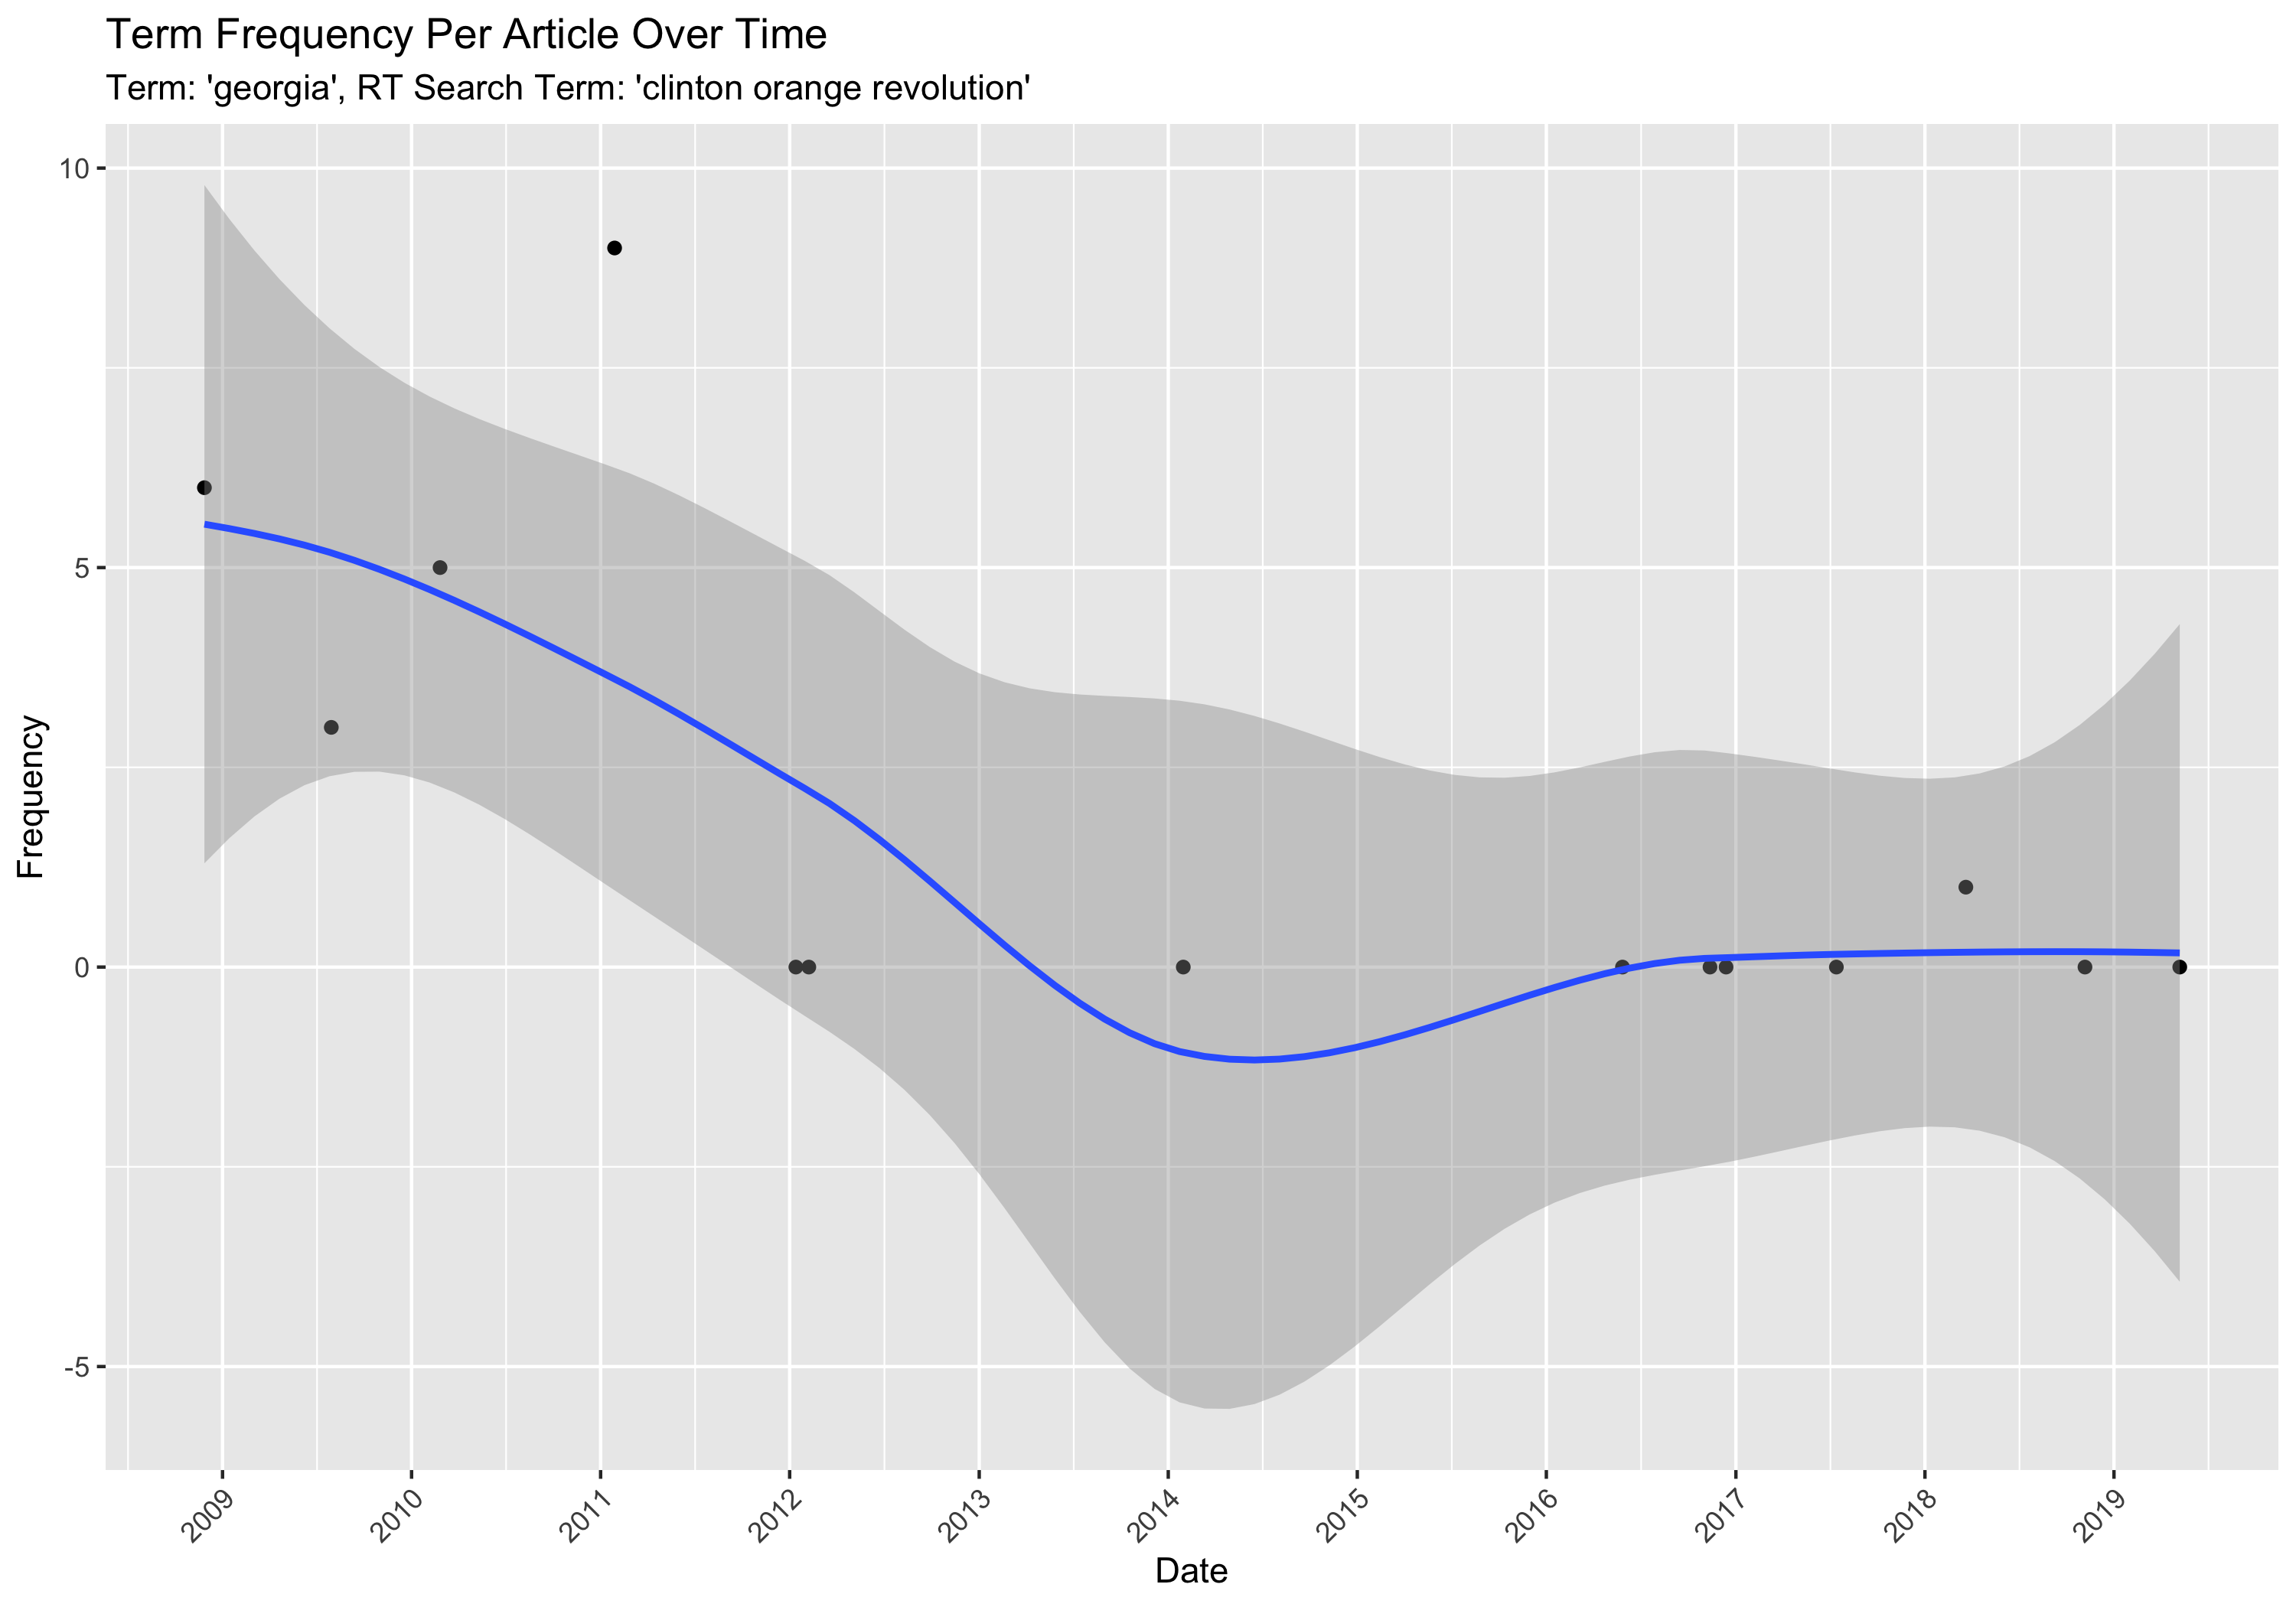 Term Frequency Per Article Over Time
Term: 'georgia', RT Search Term: 'clinton orange revolution'
Frequency
10
5
0
-5
2009 2010 2011 2012 2013 2014 2015 2016 2017 2018 2019
Date